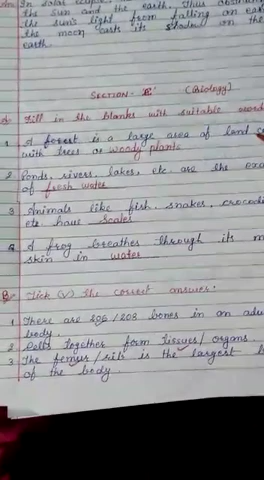 Ans: In solar eclipse,
the sun and the earth. Thus
the sun's light from falling on
the moon casts its shadow on the
earth.
Section - E (Biology)
Fill in the blanks with suitable word
1 A forest is a large area of land
with trees or woody plants
2 Ponds, rivers, lakes, etc. are the
of fresh water
3 Animals like fish, snakes,
etc. have scales
4 A frog breathes through its
skin in water
Tick (√) the correct answer:
1 There are 206/203 bones in an
body.
2 Cells together form tissues/organs.
3 The femur/rib is the largest
of the body.